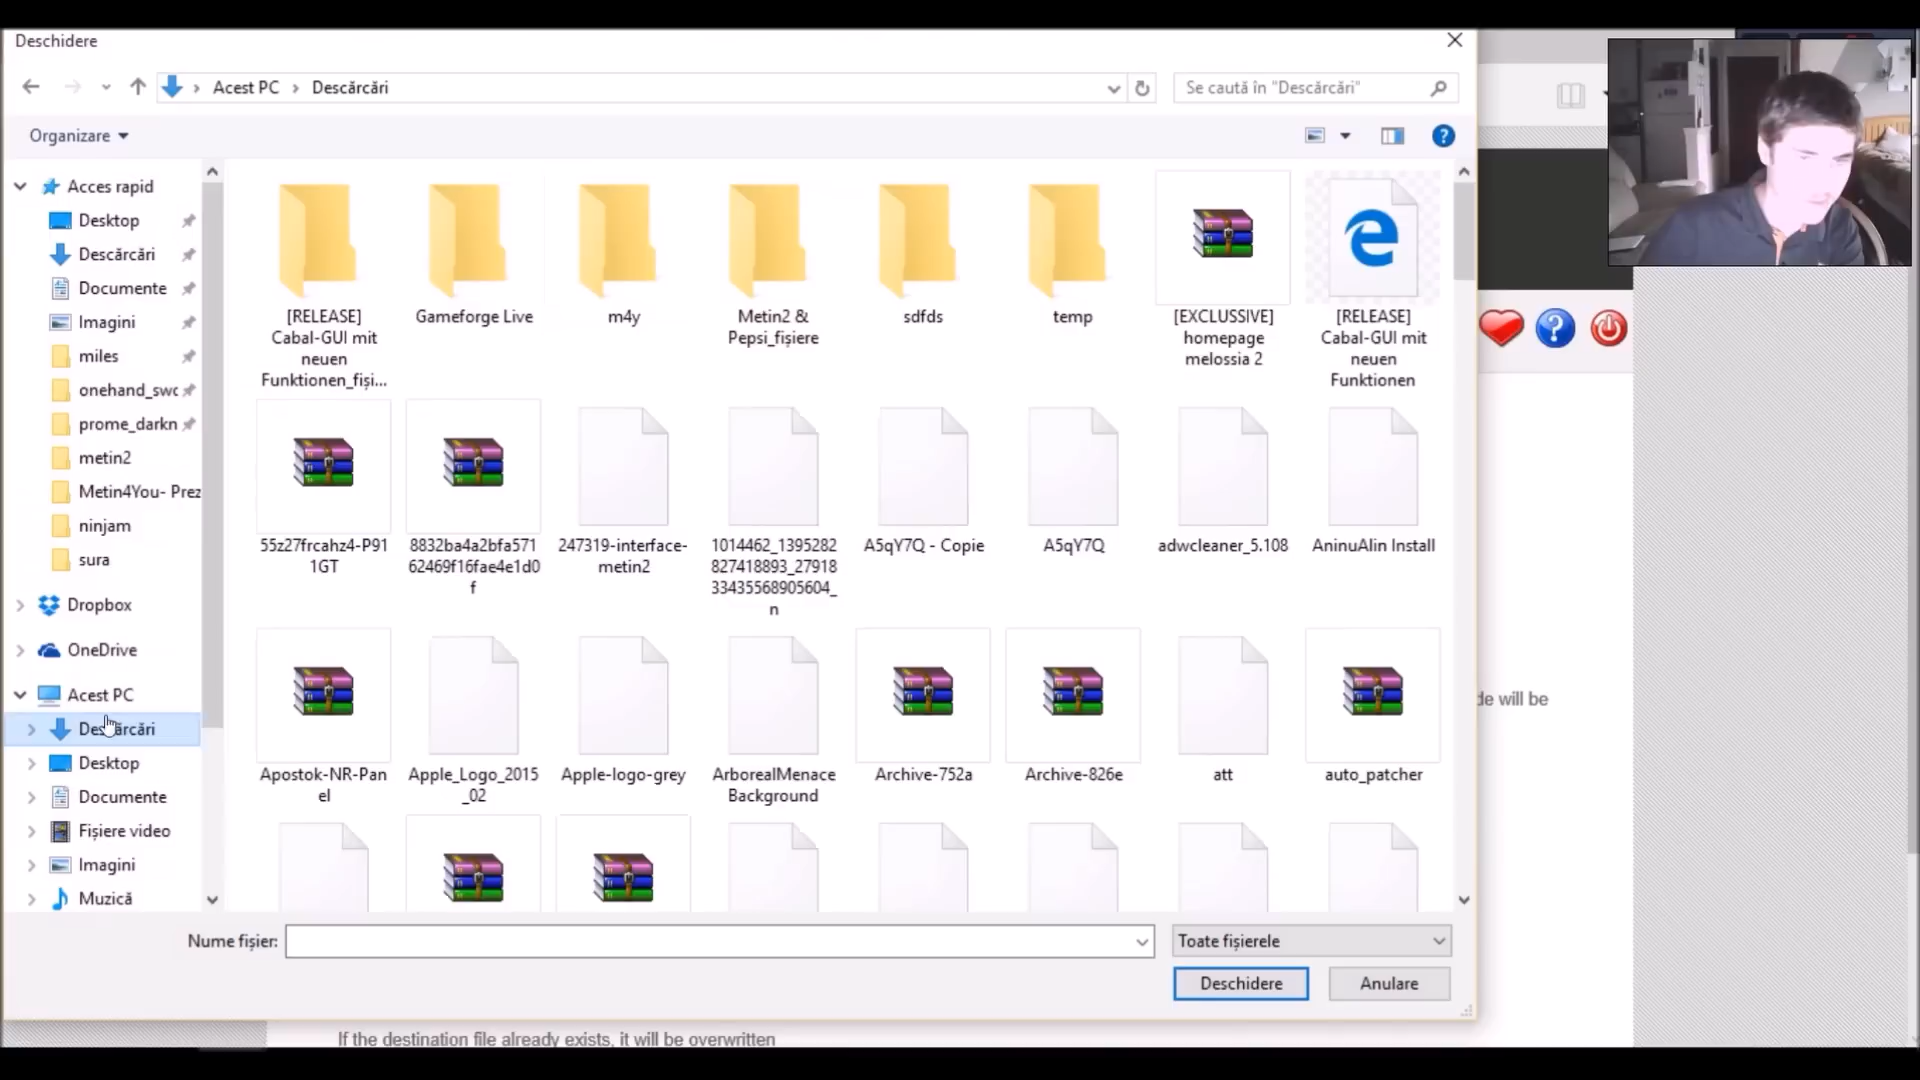 Deschidere
Acest PC
Descărcări
Se caută în "Descărcări"
Organizare
Acces rapid
Desktop
Descărcări
Documente
Imagini
miles
onehand_swc
prome_darkn
metin2
Metin4You- Prez
ninjam
sura
Dropbox
OneDrive
Acest PC
Descărcări
Desktop
Documente
Fișiere video
Imagini
Muzică
[RELEASE]
Cabal-GUI mit
neuen
Funktionen_fiși...
Gameforge Live
m4y
Metin2 &
Pepsi_fișiere
sdfds
temp
[EXCLUSIVE]
homepage
melossia 2
[RELEASE]
Cabal-GUI mit
neuen
Funktionen
55z27frcahz4-P91
1GT
8832ba4a2bfa571
62469f16fae4e1d0
f
247319-interface-
metin2
1014462_1395282
827418893_27918
33435568905604_
n
A5qY7Q - Copie
A5qY7Q
adwcleaner_5.108
AninuAlin Install
Apostok-NR-Pan
el
Apple_Logo_2015
_02
Apple-logo-grey
ArborealMenace
Background
Archive-752a
Archive-826e
att
auto_patcher
Nume fișier:
Toate fișierele
Deschidere
Anulare
de will be
If the destination file already exists, it will be overwritten